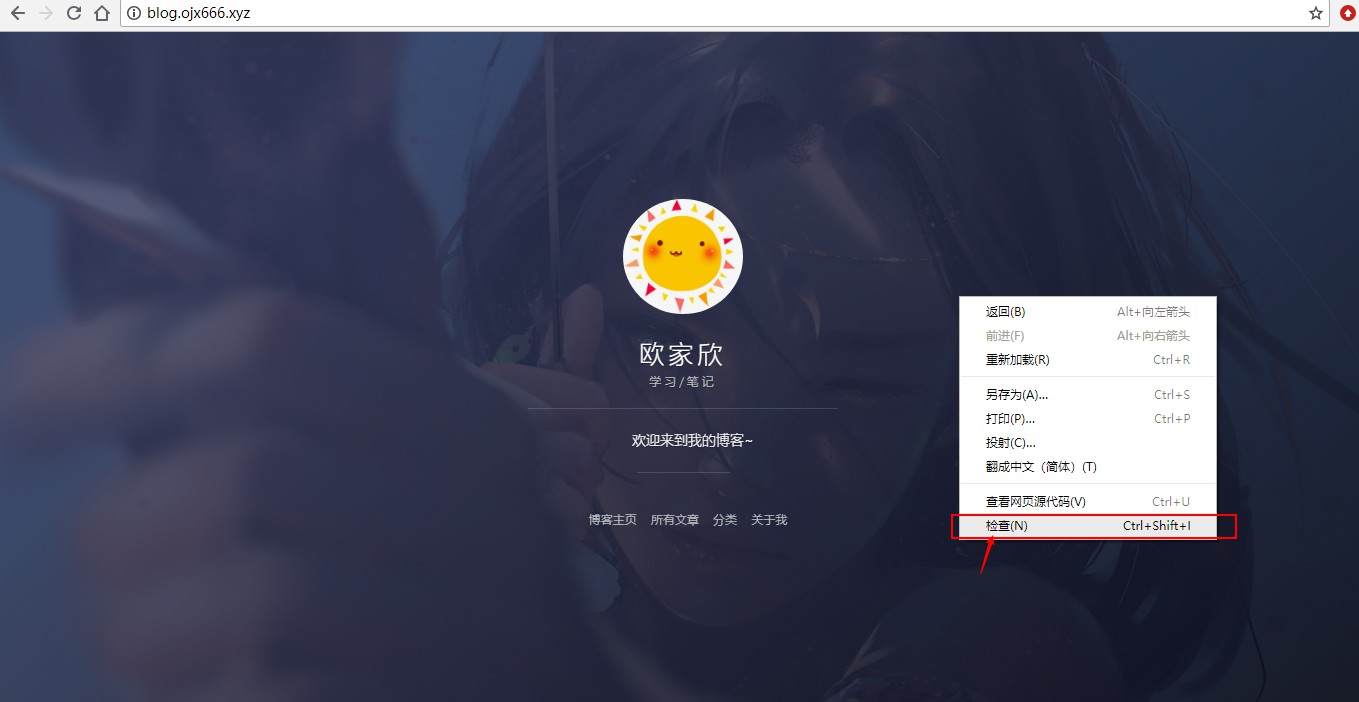 blog.ojx666.xyz
欧家欣
学习/笔记
欢迎来到我的博客~
博客主页 所有文章 分类 关于我
返回(B) Alt+向左箭头
前进(F) Alt+向右箭头
重新加载(R) Ctrl+R
另存为(A)... Ctrl+S
打印(P)... Ctrl+P
投射(C)...
翻成中文（简体）(T)
查看网页源代码(V) Ctrl+U
检查(N) Ctrl+Shift+I